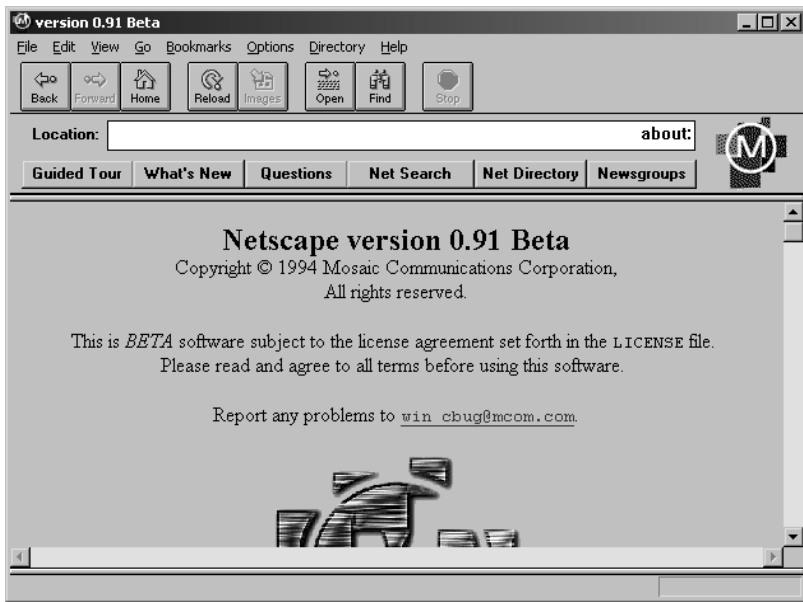 version 0.91 Beta
File Edit View Go Bookmarks Options Directory Help
Back Forward Home Reload Images Open Find Stop
Location: about:
M
Guided Tour What's New Questions Net Search Net Directory Newsgroups
Netscape version 0.91 Beta
Copyright © 1994 Mosaic Communications Corporation,
All rights reserved.
This is BETA software subject to the license agreement set forth in the LICENSE file.
Please read and agree to all terms before using this software.
Report any problems to win_cbug@mcom.com.